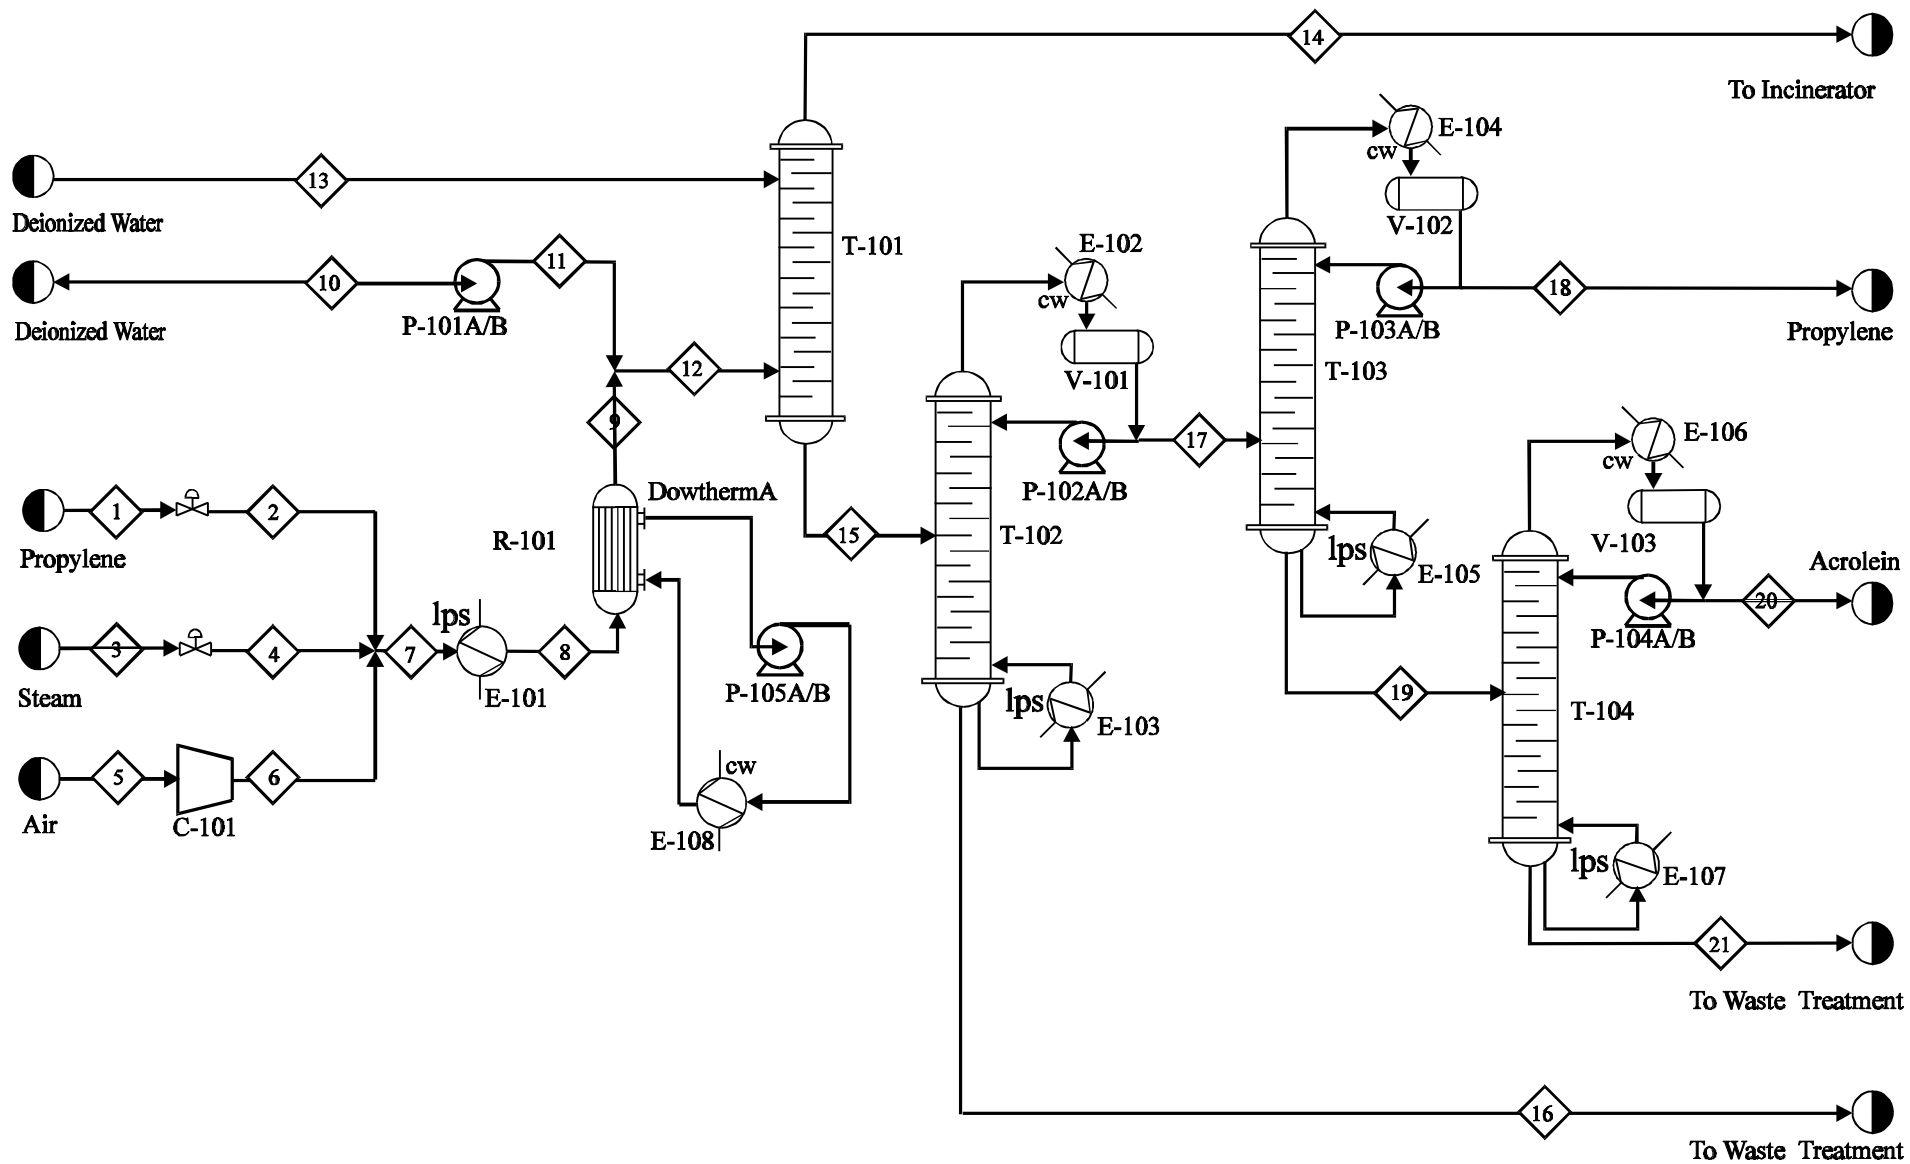 14
To Incinerator
E-104
cw
13
V-102
Deionized Water
T-101
E-102
11
10
cw
18
P-101A/B
P-103A/B
Deionized Water
Propylene
12
V-101
T-103
9
17
E-106
cw
DowthermA
P-102A/B
1
2
R-101
15
T-102
V-103
Propylene
lps
E-105
Acrolein
lps
20
3
4
7
8
P-104A/B
Steam
E-101
P-105A/B
lps
E-103
19
T-104
5
6
cw
Air
C-101
E-108
lps
E-107
21
To Waste Treatment
16
To Waste Treatment